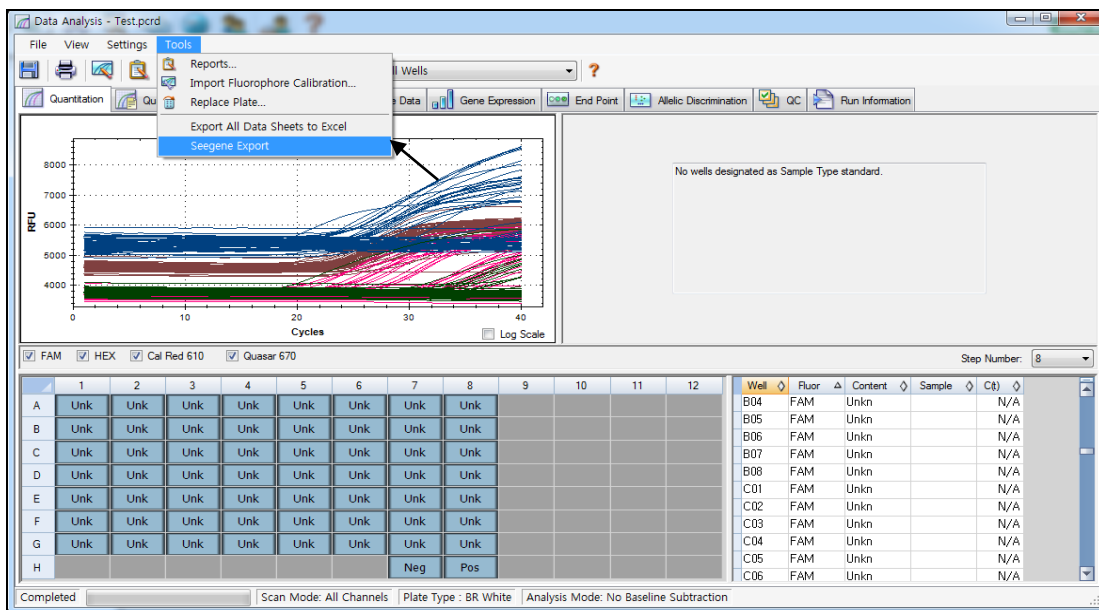 Data Analysis - Test.pcrd
File View Settings Tools
Reports...
Import Fluorophore Calibration...
Replace Plate...
Export All Data Sheets to Excel
Seegene Export
ll Wells
?
Quantitation Qu e Data Gene Expression End Point Allelic Discrimination QC Run Information
8000
7000
6000
5000
4000
RFU
0 10 20 30 40
Cycles
Log Scale
No wells designated as Sample Type standard.
FAM HEX Cal Red 610 Quasar 670
Step Number: 8
1 2 3 4 5 6 7 8 9 10 11 12
A Unk Unk Unk Unk Unk Unk Unk Unk
B Unk Unk Unk Unk Unk Unk Unk Unk
C Unk Unk Unk Unk Unk Unk Unk Unk
D Unk Unk Unk Unk Unk Unk Unk Unk
E Unk Unk Unk Unk Unk Unk Unk Unk
F Unk Unk Unk Unk Unk Unk Unk Unk
G Unk Unk Unk Unk Unk Unk Unk Unk
H Neg Pos
Well Fluor Content Sample C(t)
B04 FAM Unkn N/A
B05 FAM Unkn N/A
B06 FAM Unkn N/A
B07 FAM Unkn N/A
B08 FAM Unkn N/A
C01 FAM Unkn N/A
C02 FAM Unkn N/A
C03 FAM Unkn N/A
C04 FAM Unkn N/A
C05 FAM Unkn N/A
C06 FAM Unkn N/A
Completed Scan Mode: All Channels Plate Type : BR White Analysis Mode: No Baseline Subtraction